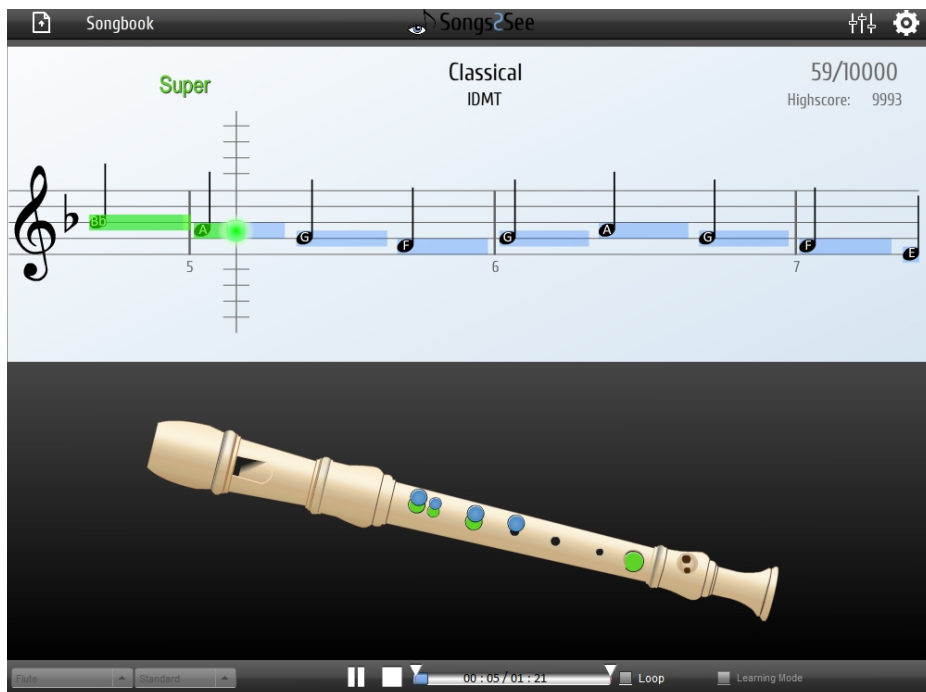 Songbook
Songs2See
Super
Classical
IDMT
59/10000
Highscore: 9993
Bb A G F G A G F E
5 6 7
Flute
Standard
00 : 05 / 01 : 21
Loop
Learning Mode